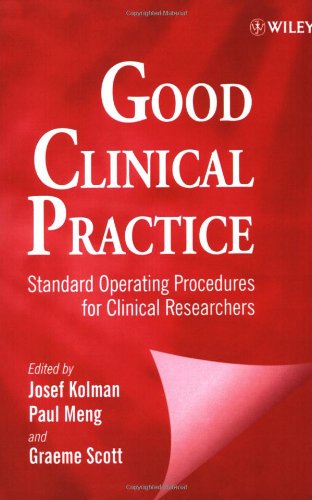 WILEY
GOOD
CLINICAL
PRACTICE
Standard Operating Procedures
for Clinical Researchers
Edited by
Josef Kolman
Paul Meng
and
Graeme Scott